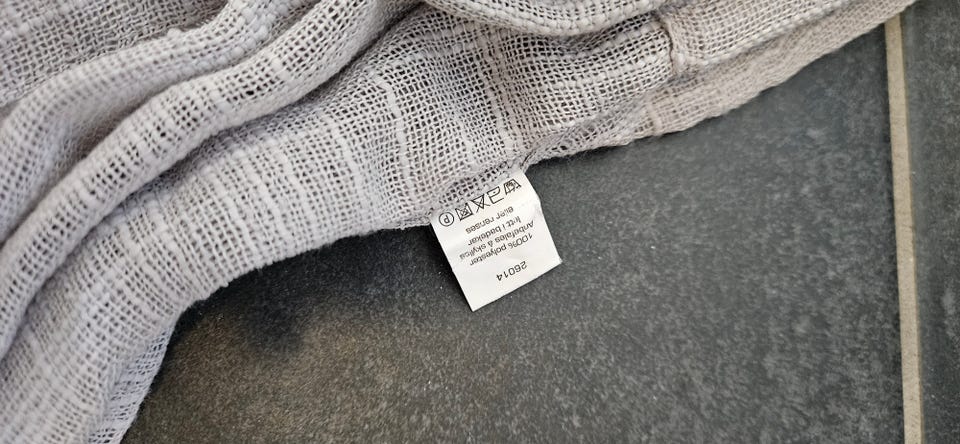 Ⓟ
eller renses
lett i badekar
Anbefales å skylles
100% polyester
26014